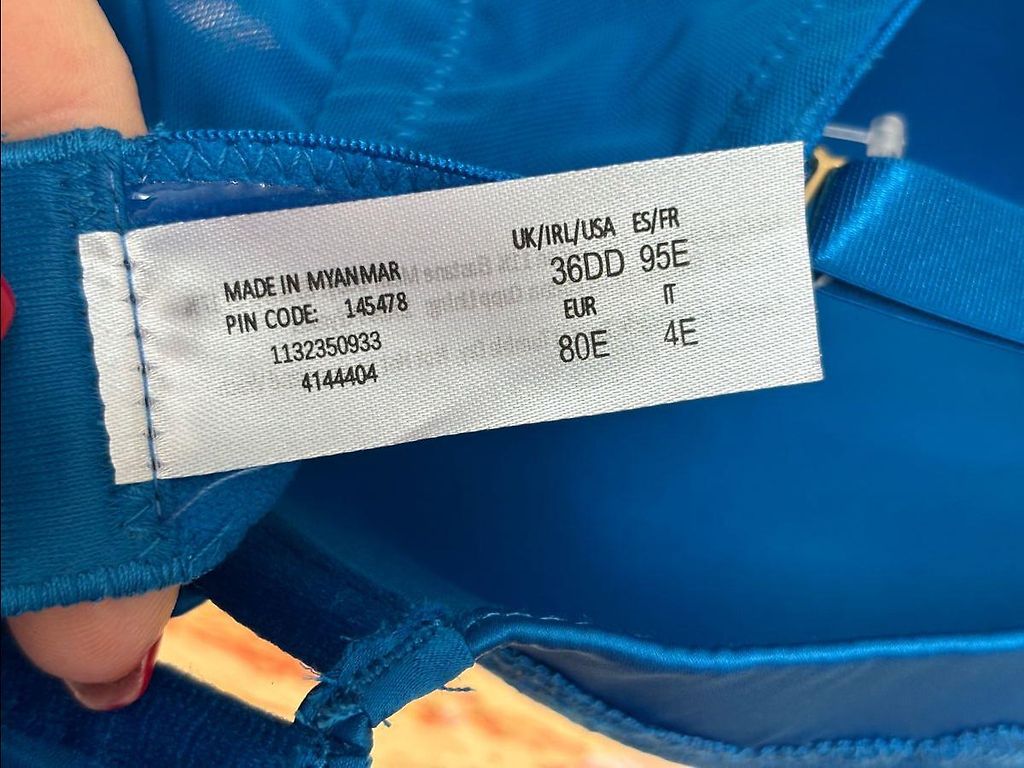 MADE IN MYANMAR
PIN CODE: 145478
1132350933
4144404
UK/IRL/USA ES/FR
36DD 95E
EUR IT
80E 4E